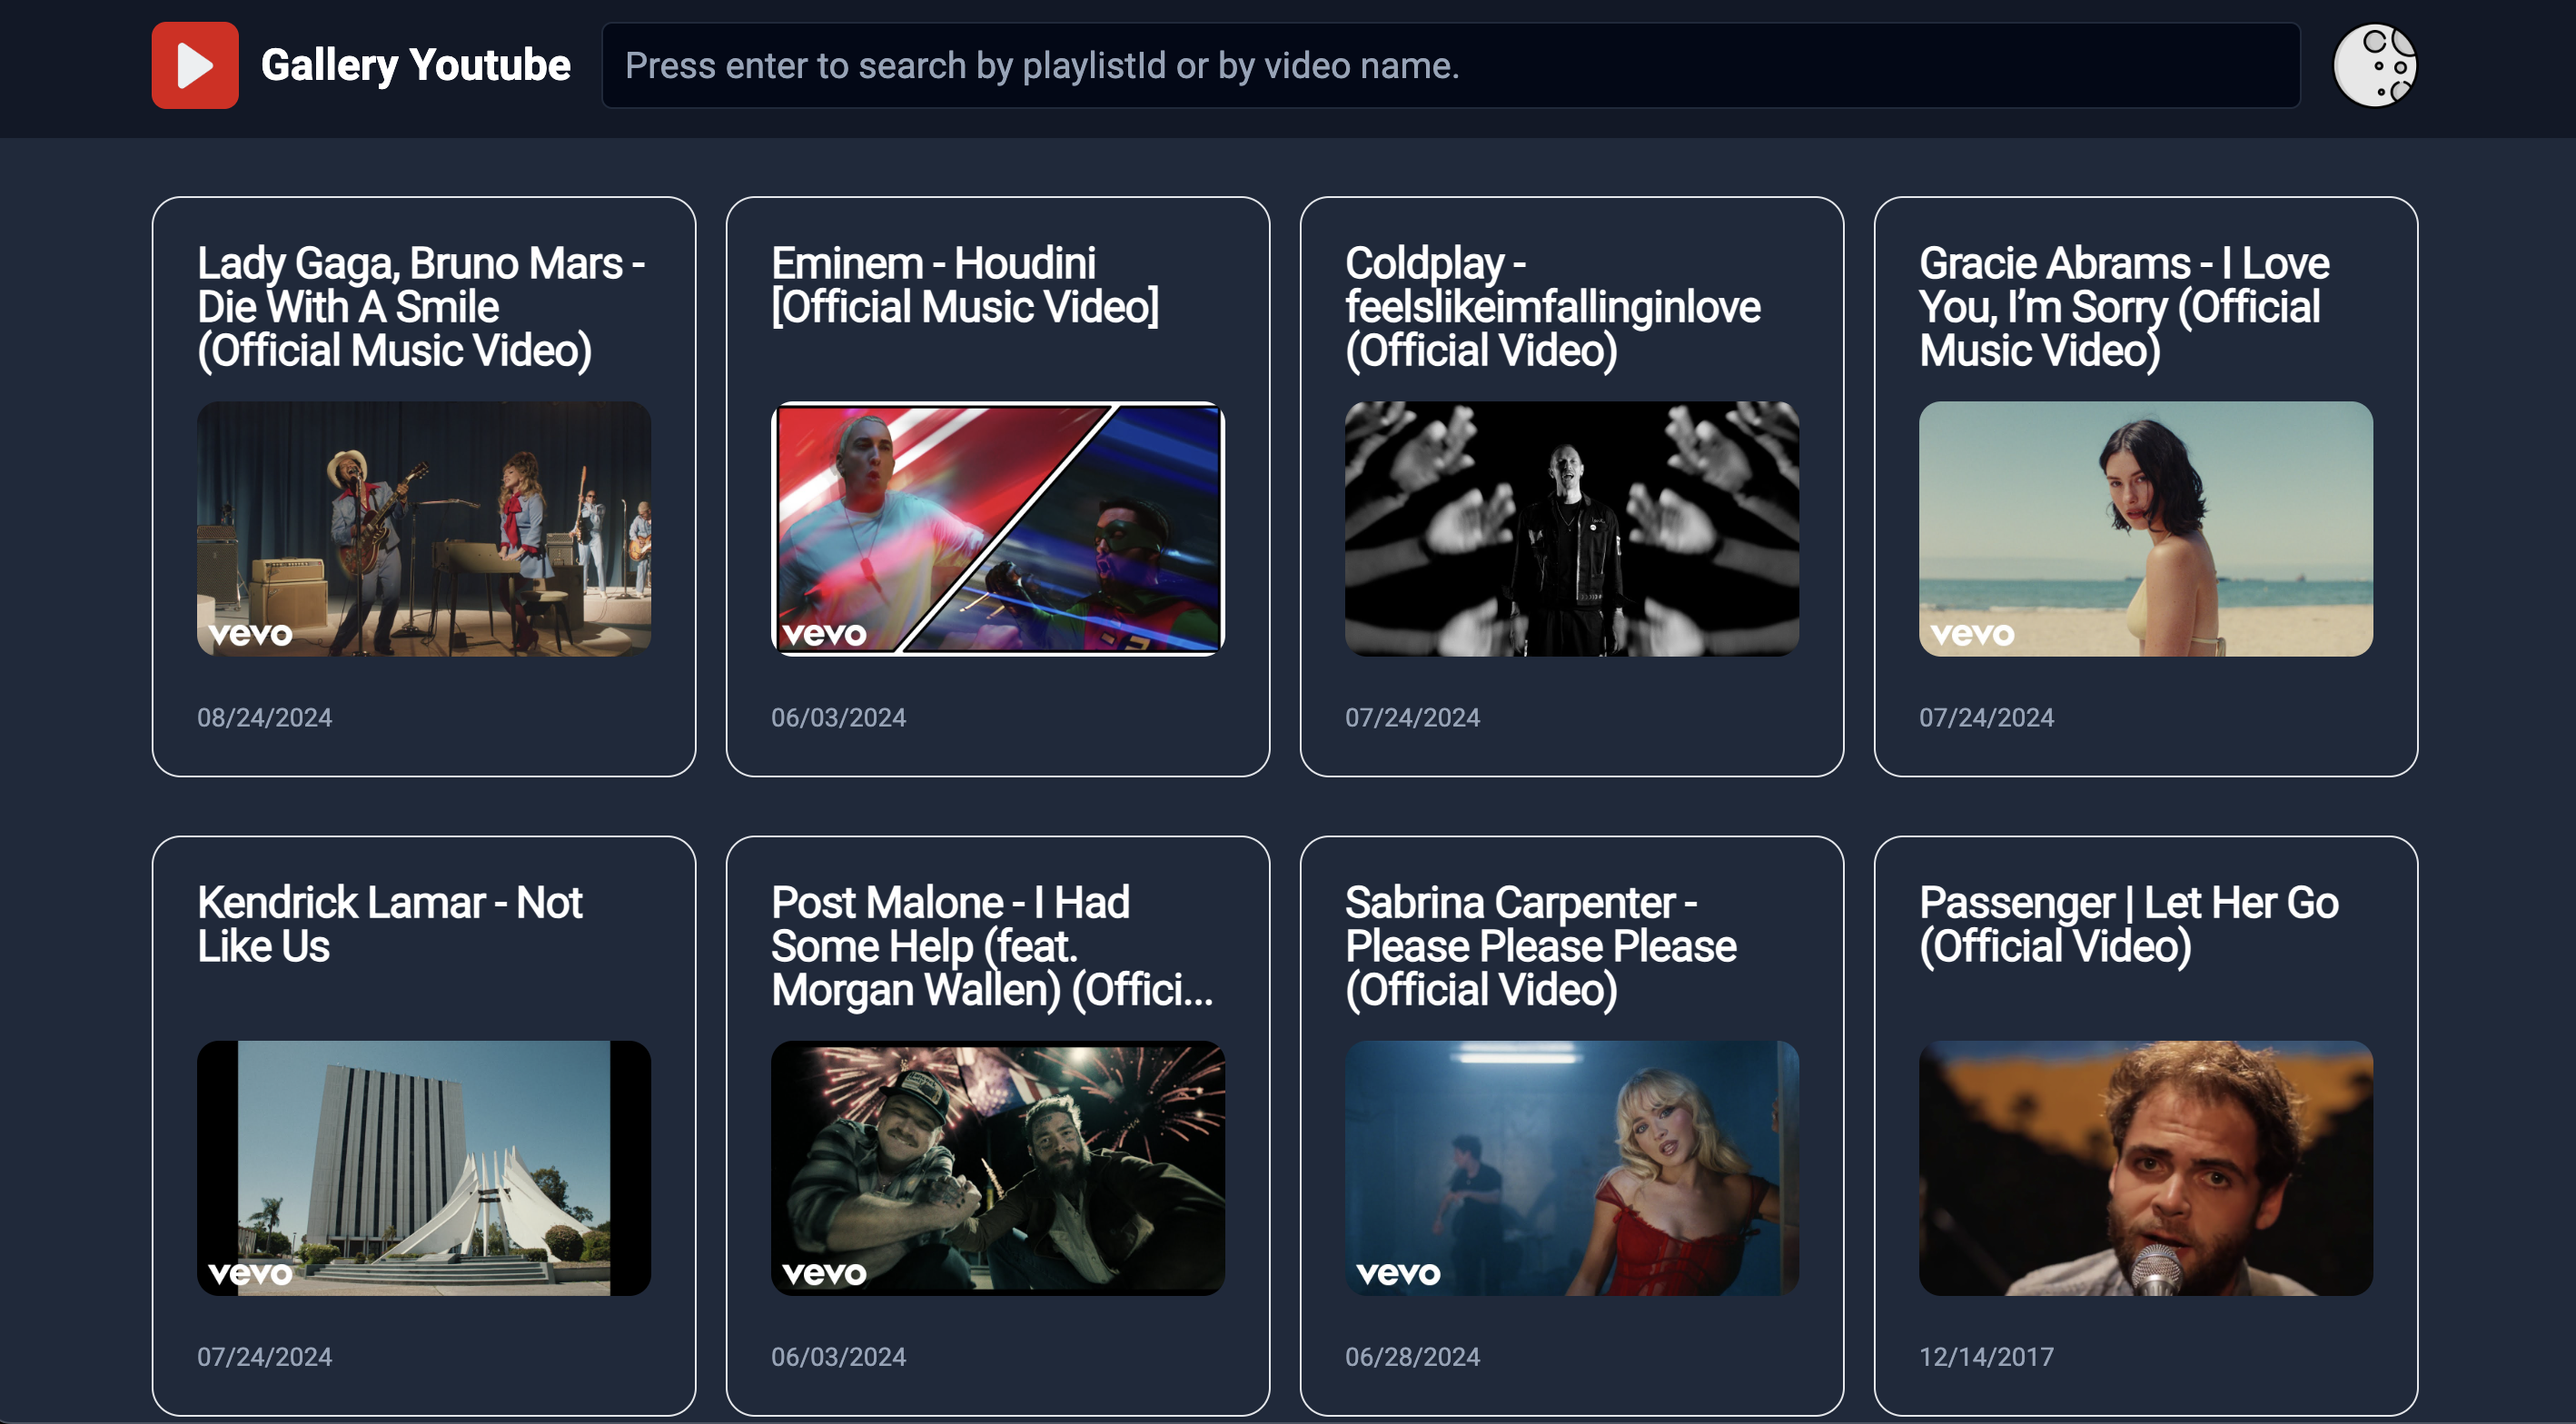 Gallery Youtube
Press enter to search by playlistId or by video name.
Lady Gaga, Bruno Mars -
Die With A Smile
(Official Music Video)
vevo
08/24/2024
Eminem - Houdini
[Official Music Video]
vevo
06/03/2024
Coldplay -
feelslikeimfallinginlove
(Official Video)
07/24/2024
Gracie Abrams - I Love
You, I’m Sorry (Official
Music Video)
vevo
07/24/2024
Kendrick Lamar - Not
Like Us
vevo
07/24/2024
Post Malone - I Had
Some Help (feat.
Morgan Wallen) (Offici...
vevo
06/03/2024
Sabrina Carpenter -
Please Please Please
(Official Video)
vevo
06/28/2024
Passenger | Let Her Go
(Official Video)
12/14/2017